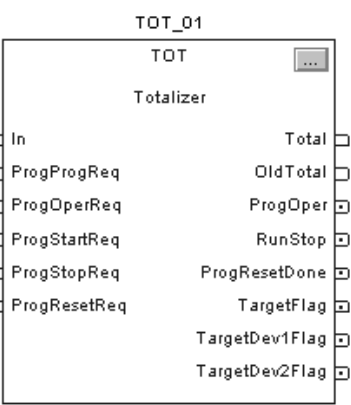 TOT_01
TOT
...
Totalizer
In Total
ProgProgReq OldTotal
ProgOperReq ProgOper
ProgStartReq RunStop
ProgStopReq ProgResetDone
ProgResetReq TargetFlag
TargetDev1Flag
TargetDev2Flag